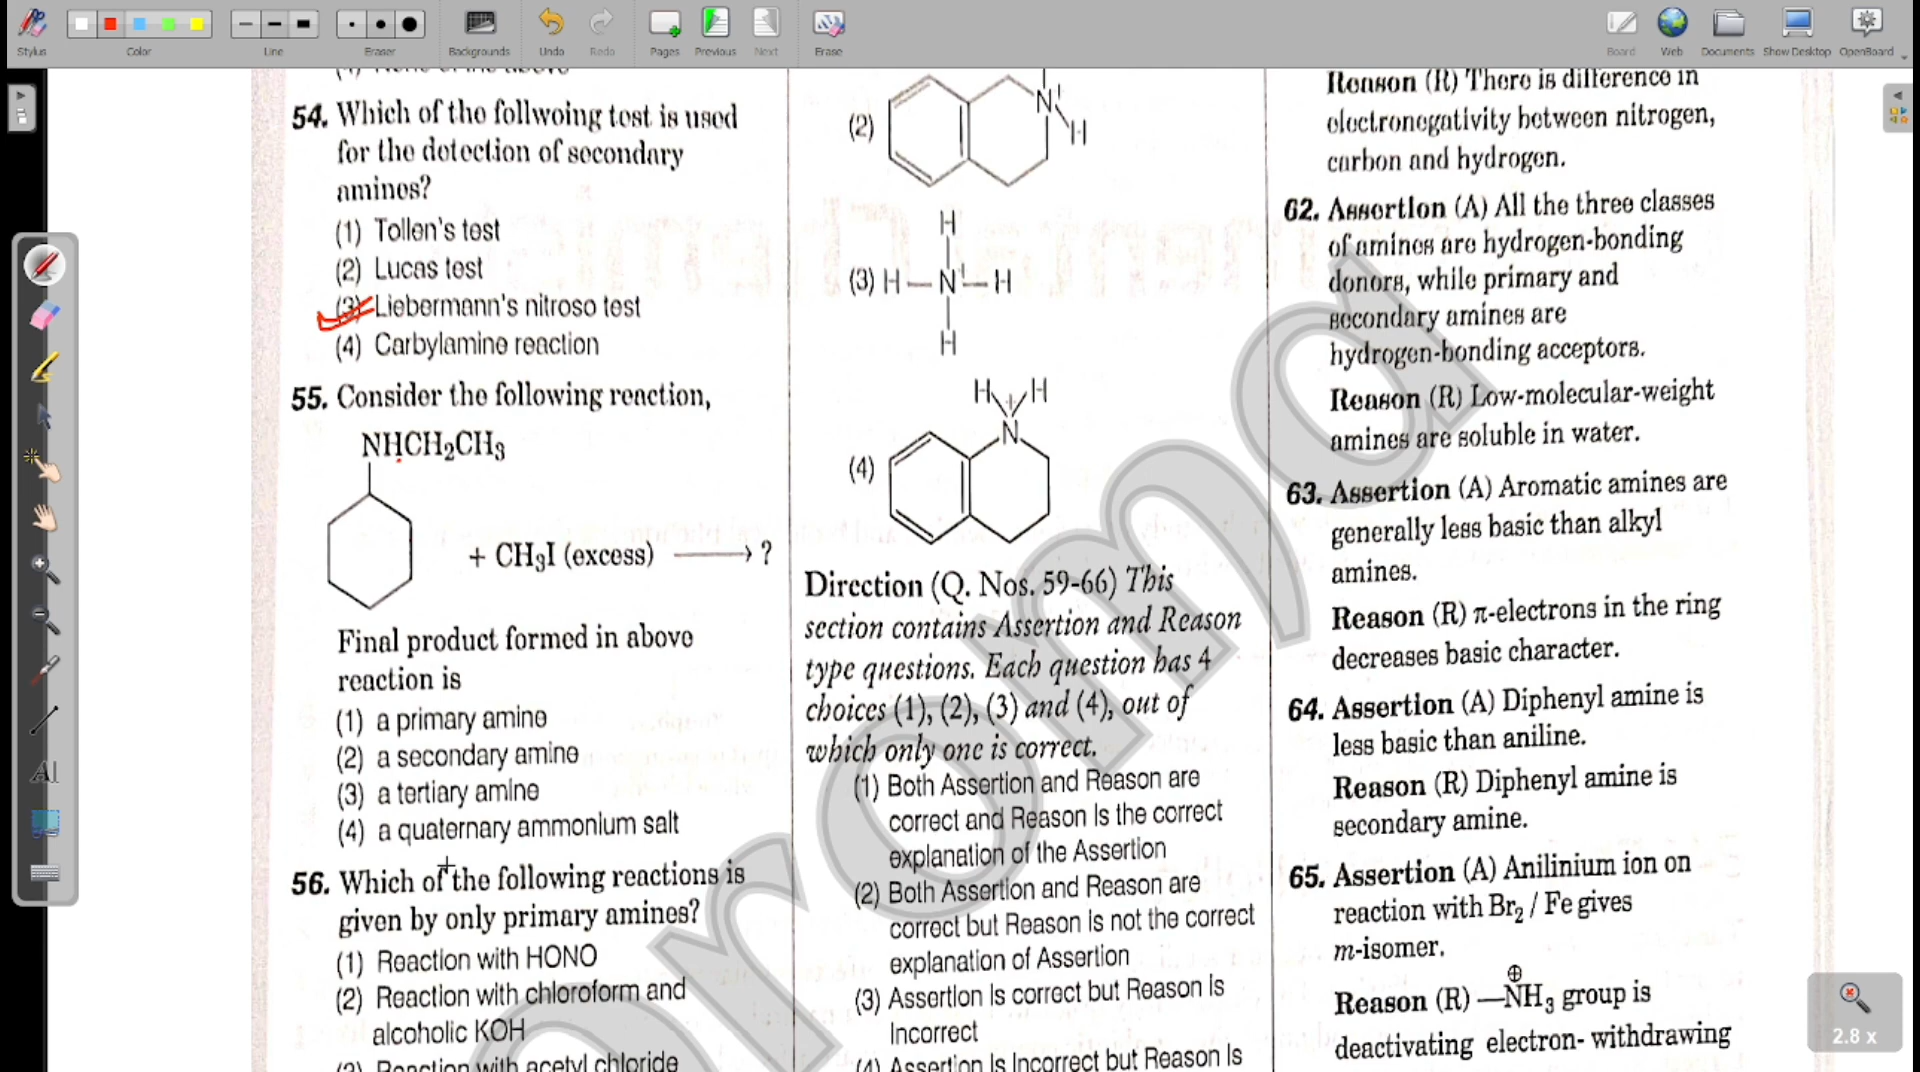 Stylus
Color
Line
Eraser
Backgrounds
Undo
Redo
Pages
Previous
Next
Erase
Board
Web
Documents
Show Desktop
OpenBoard
54. Which of the follwoing test is used
for the detection of secondary
amines?
(1) Tollen's test
(2) Lucas test
(3) Liebermann's nitroso test
(4) Carbylamine reaction
55. Consider the following reaction,
NHCH2CH3
+ CH3I (excess) ⟶ ?
Final product formed in above
reaction is
(1) a primary amine
(2) a secondary amine
(3) a tertiary amine
(4) a quaternary ammonium salt
56. Which of the following reactions is
given by only primary amines?
(1) Reaction with HONO
(2) Reaction with chloroform and
alcoholic KOH
(3) Reaction with acetyl chloride
(2)
N+
H
H
(3) H—N+—H
H
H H
+
N
(4)
Direction (Q. Nos. 59-66) This
section contains Assertion and Reason
type questions. Each question has 4
choices (1), (2), (3) and (4), out of
which only one is correct.
(1) Both Assertion and Reason are
correct and Reason is the correct
explanation of the Assertion
(2) Both Assertion and Reason are
correct but Reason is not the correct
explanation of Assertion
(3) Assertion is correct but Reason is
incorrect
(4) Assertion is incorrect but Reason is
Reason (R) There is difference in
electronegativity between nitrogen,
carbon and hydrogen.
62. Assertion (A) All the three classes
of amines are hydrogen-bonding
donors, while primary and
secondary amines are
hydrogen-bonding acceptors.
Reason (R) Low-molecular-weight
amines are soluble in water.
63. Assertion (A) Aromatic amines are
generally less basic than alkyl
amines.
Reason (R) π-electrons in the ring
decreases basic character.
64. Assertion (A) Diphenyl amine is
less basic than aniline.
Reason (R) Diphenyl amine is
secondary amine.
65. Assertion (A) Anilinium ion on
reaction with Br2 / Fe gives
m-isomer.
⊕
Reason (R) —NH3 group is
deactivating electron- withdrawing
2.8 x